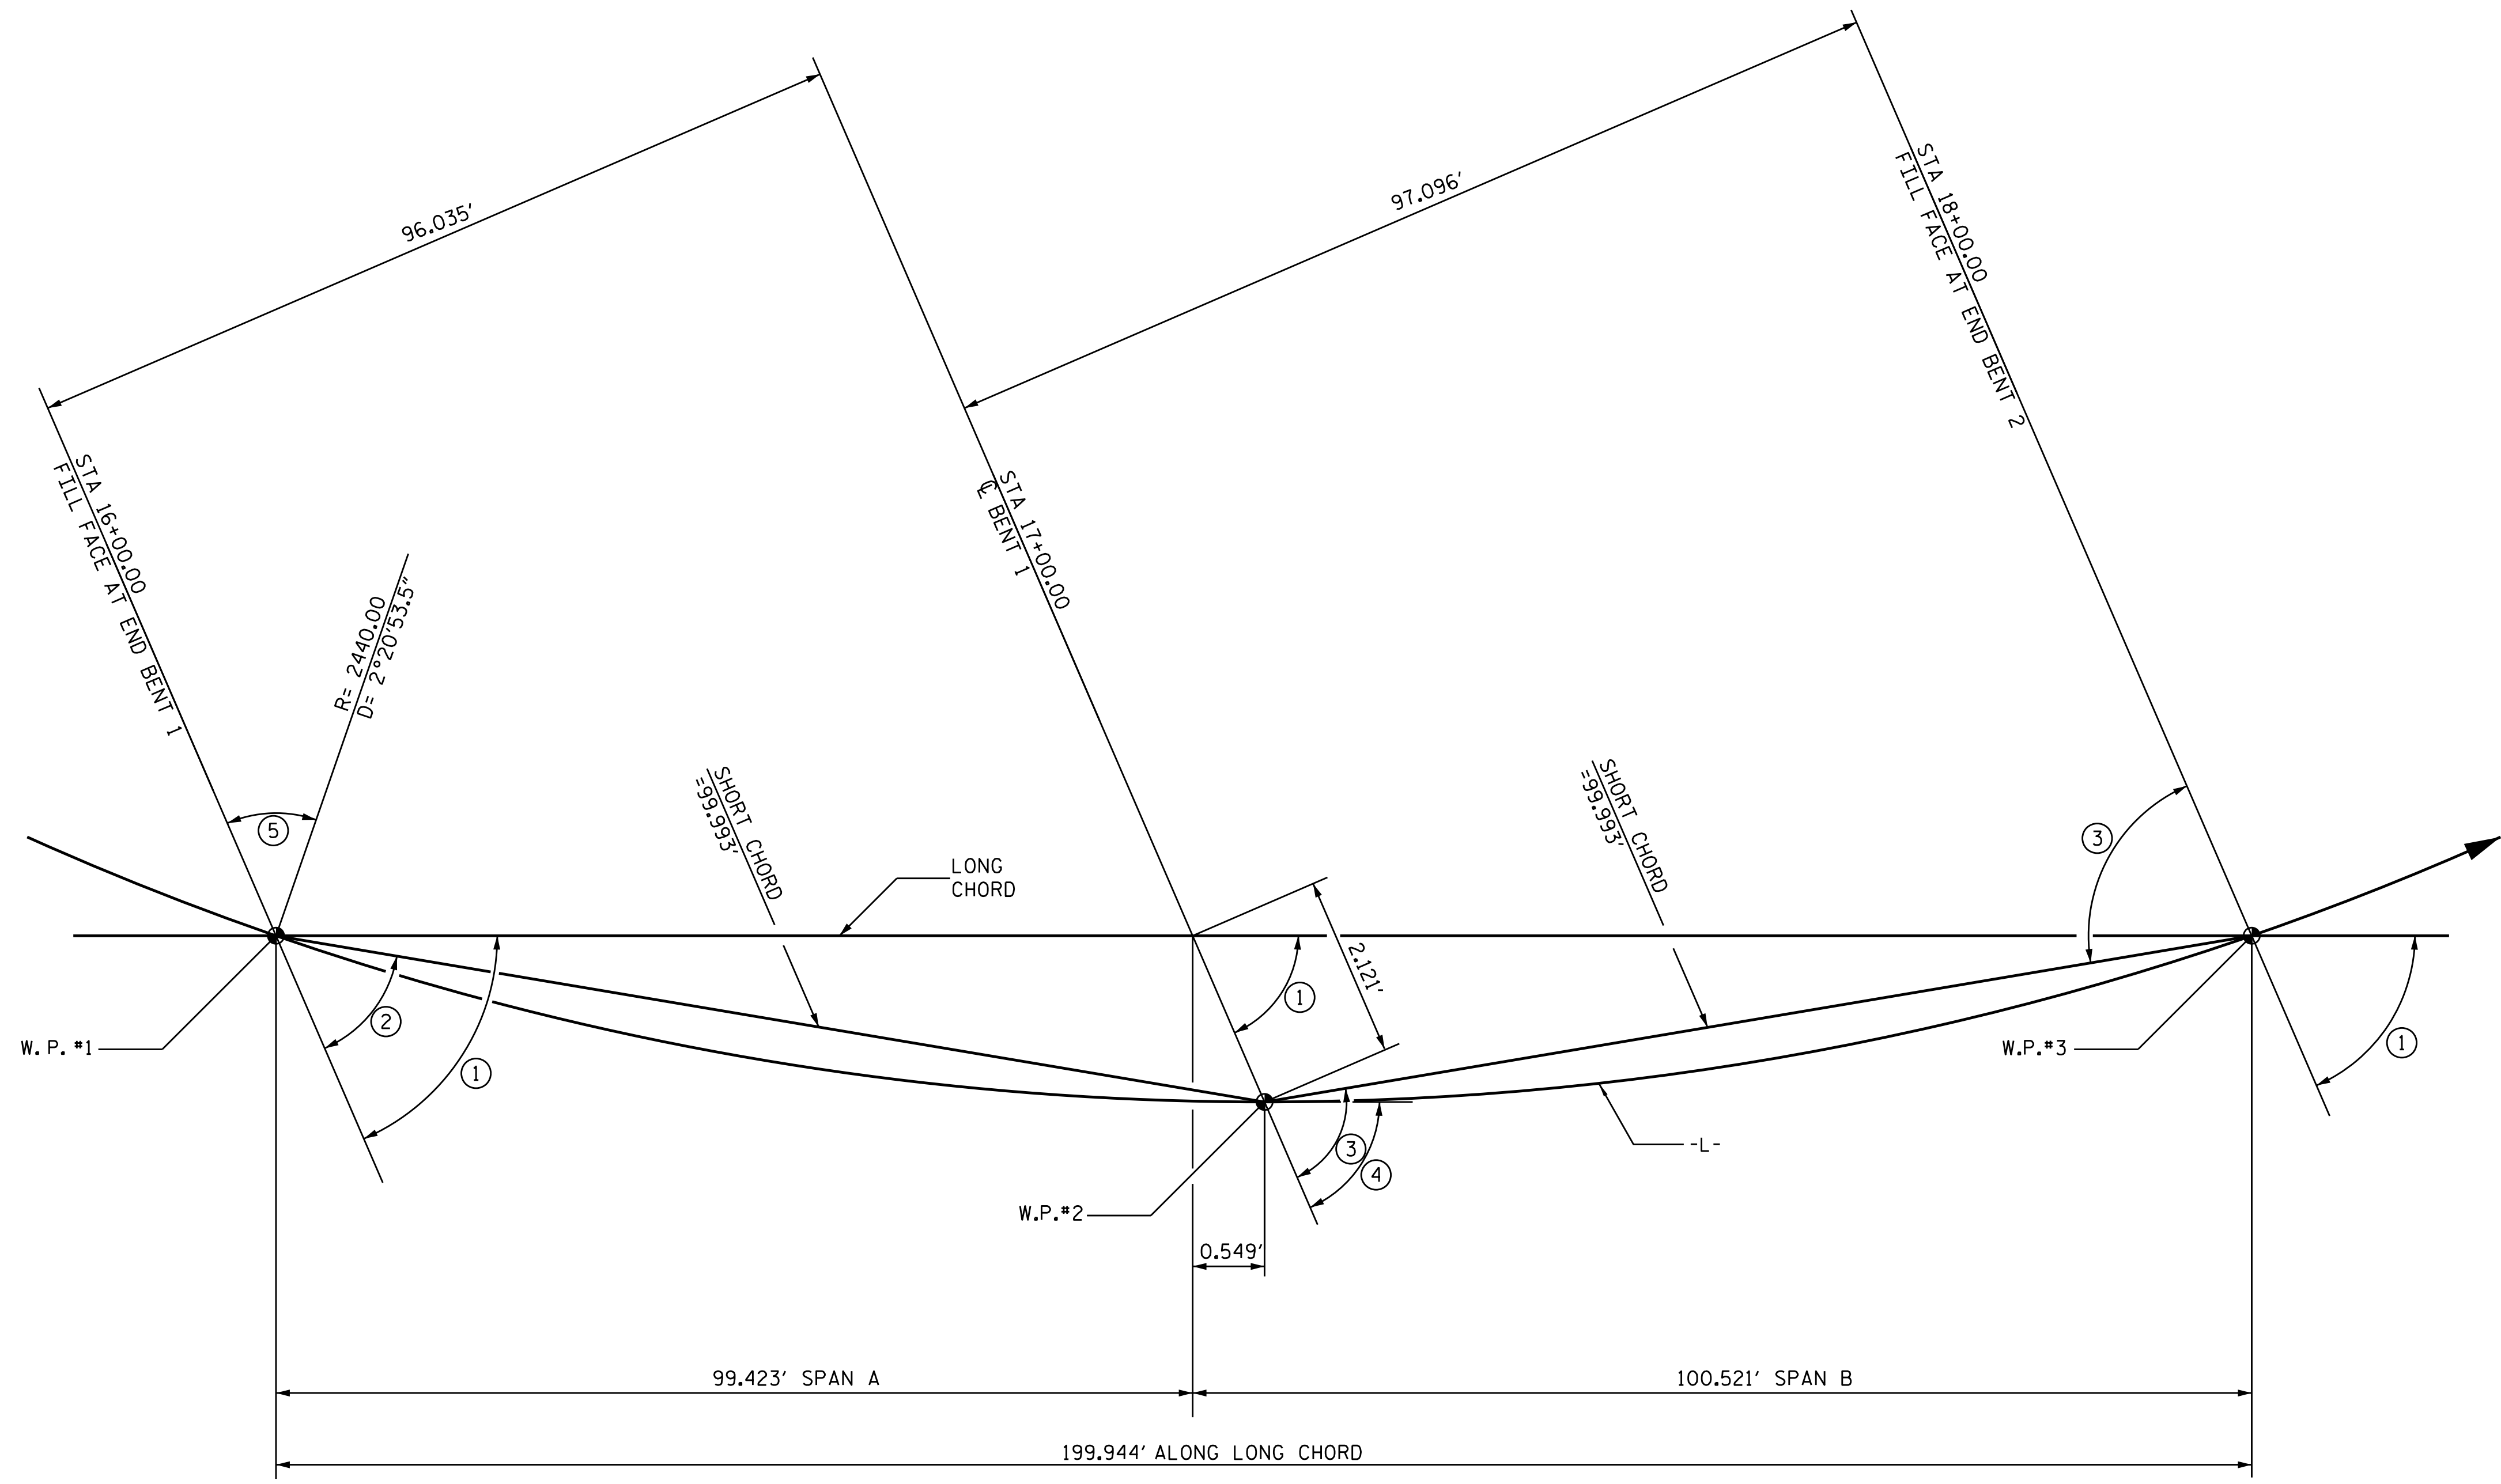 97.096'
96.035'
STA 18+00.00
FILL FACE AT END BENT 2
STA 16+00.00
FILL FACE AT END BENT 1
STA 17+00.00
℄ BENT 1
R= 2440.00
D= 2°20'53.5"
SHORT CHORD
=99.993'
SHORT CHORD
=99.993'
5
3
LONG
CHORD
2.121'
1
2
1
1
W.P. #1
W.P.#3
3
4
-L-
W.P.#2
0.549'
99.423' SPAN A
100.521' SPAN B
199.944' ALONG LONG CHORD